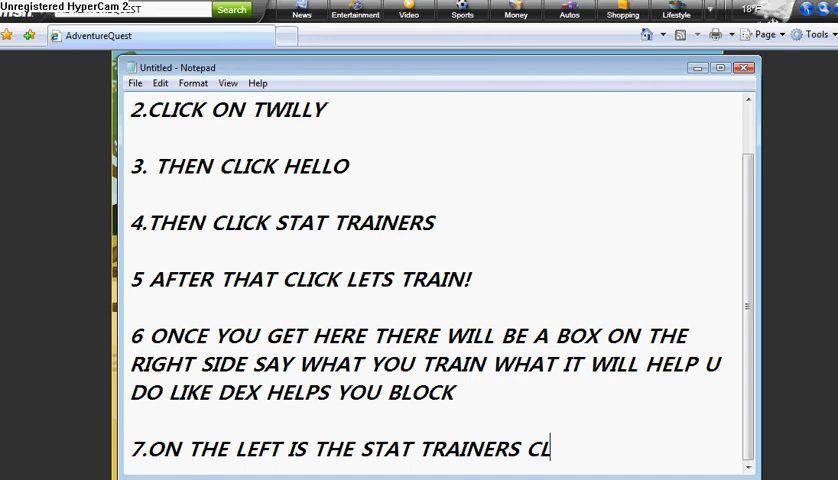 Unregistered HyperCam 2
Search
News
Entertainment
Video
Sports
Money
Autos
Shopping
Lifestyle
18°F
AdventureQuest
Page
Tools
Untitled - Notepad
File Edit Format View Help
2.CLICK ON TWILLY
3. THEN CLICK HELLO
4.THEN CLICK STAT TRAINERS
5 AFTER THAT CLICK LETS TRAIN!
6 ONCE YOU GET HERE THERE WILL BE A BOX ON THE
RIGHT SIDE SAY WHAT YOU TRAIN WHAT IT WILL HELP U
DO LIKE DEX HELPS YOU BLOCK
7.ON THE LEFT IS THE STAT TRAINERS CL